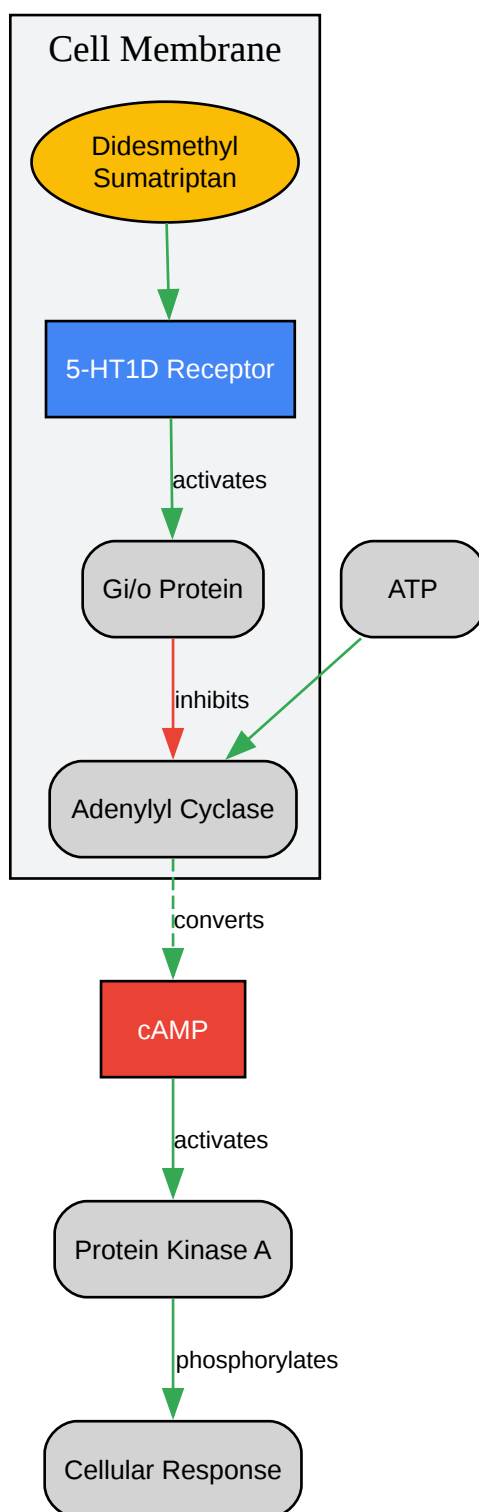 Cell Membrane
Didesmethyl
Sumatriptan
5-HT1D Receptor
activates
Gi/o Protein
ATP
inhibits
Adenylyl Cyclase
converts
cAMP
activates
Protein Kinase A
phosphorylates
Cellular Response